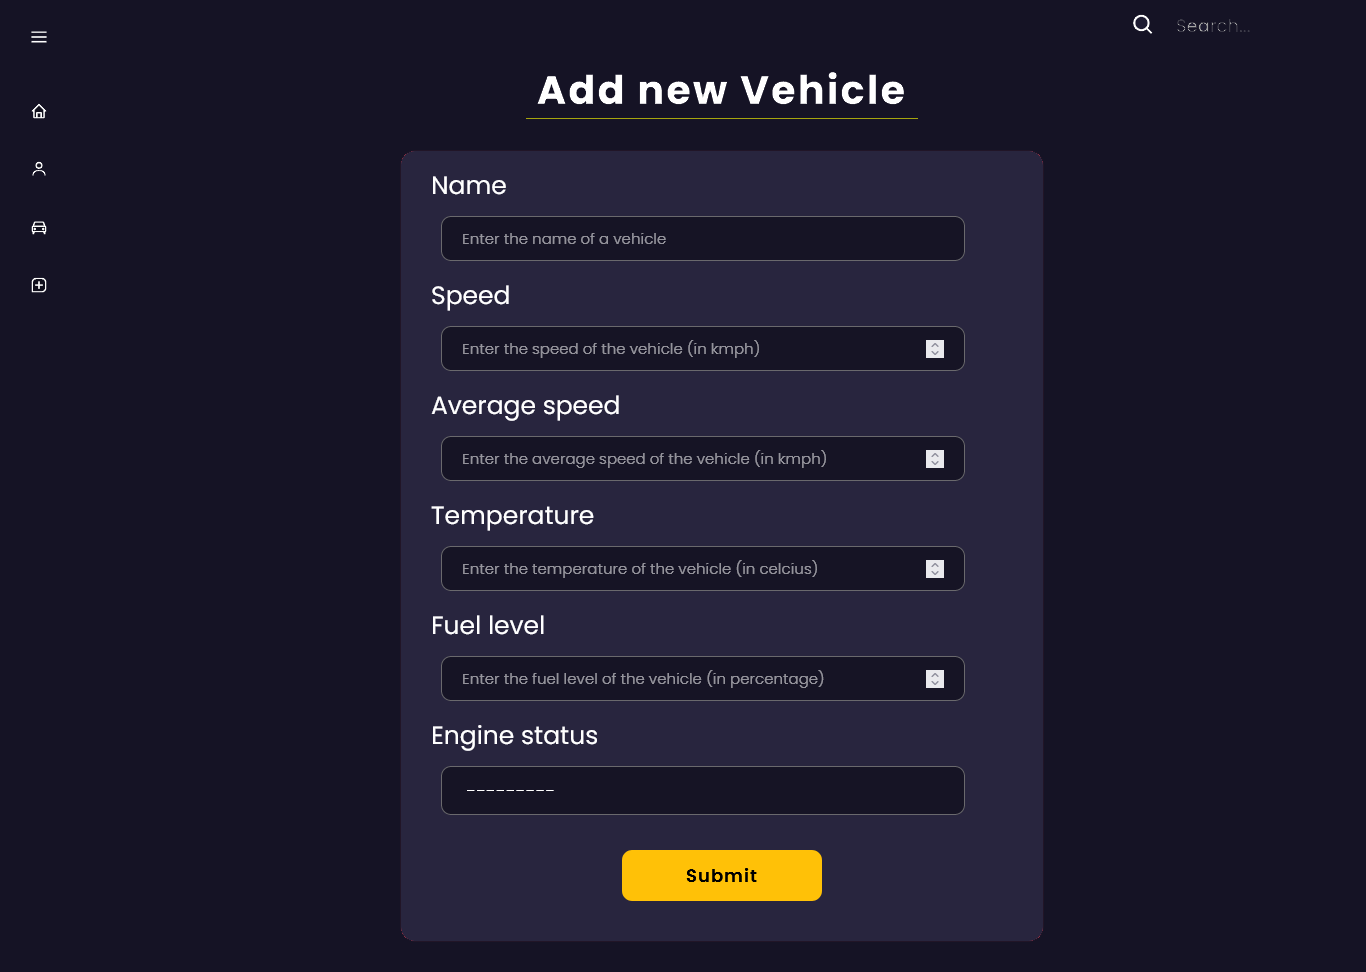 Search...
Add new Vehicle
Name
Enter the name of a vehicle
Speed
Enter the speed of the vehicle (in kmph)
Average speed
Enter the average speed of the vehicle (in kmph)
Temperature
Enter the temperature of the vehicle (in celcius)
Fuel level
Enter the fuel level of the vehicle (in percentage)
Engine status
---------
Submit